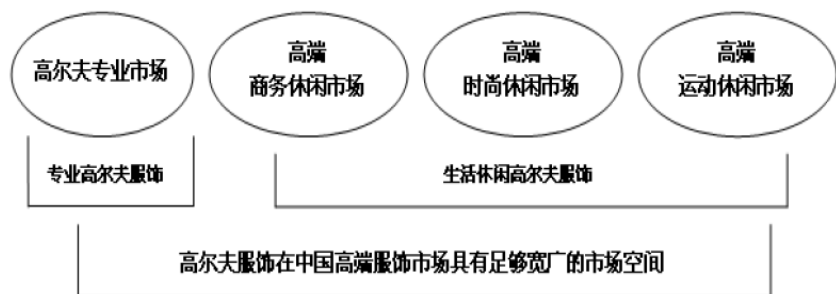 高尔夫专业市场
高端
商务休闲市场
高端
时尚休闲市场
高端
运动休闲市场
专业高尔夫服饰
生活休闲高尔夫服饰
高尔夫服饰在中国高端服饰市场具有足够宽广的市场空间